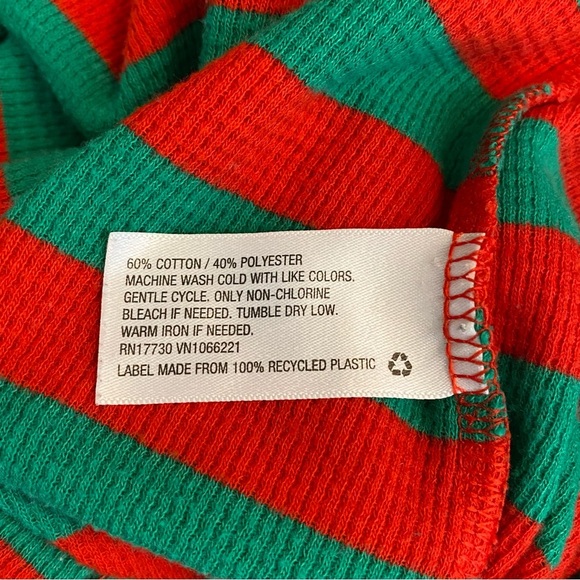 60% COTTON / 40% POLYESTER
MACHINE WASH COLD WITH LIKE COLORS.
GENTLE CYCLE. ONLY NON-CHLORINE
BLEACH IF NEEDED. TUMBLE DRY LOW.
WARM IRON IF NEEDED.
RN17730 VN1066221
LABEL MADE FROM 100% RECYCLED PLASTIC